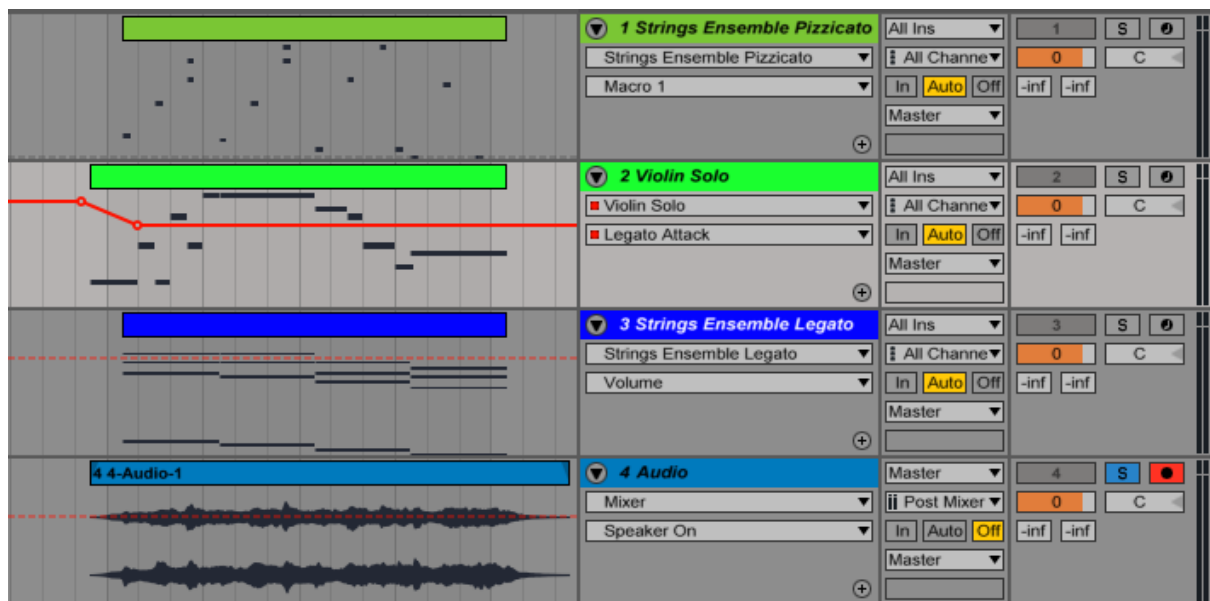 1 Strings Ensemble Pizzicato All Ins 1 S
Strings Ensemble Pizzicato All Channe 0 C
Macro 1 In Auto Off -inf -inf
Master
2 Violin Solo All Ins 2 S
Violin Solo All Channe 0 C
Legato Attack In Auto Off -inf -inf
Master
3 Strings Ensemble Legato All Ins 3 S
Strings Ensemble Legato All Channe 0 C
Volume In Auto Off -inf -inf
Master
4 4-Audio-1 4 Audio Master 4 S
Mixer Post Mixer 0 C
Speaker On In Auto Off -inf -inf
Master